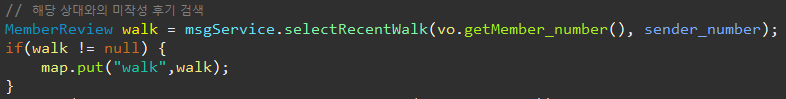 // 해당 상대와의 미작성 후기 검색
MemberReview walk = msgService.selectRecentWalk(vo.getMember_number(), sender_number);
if(walk != null) {
    map.put("walk",walk);
}